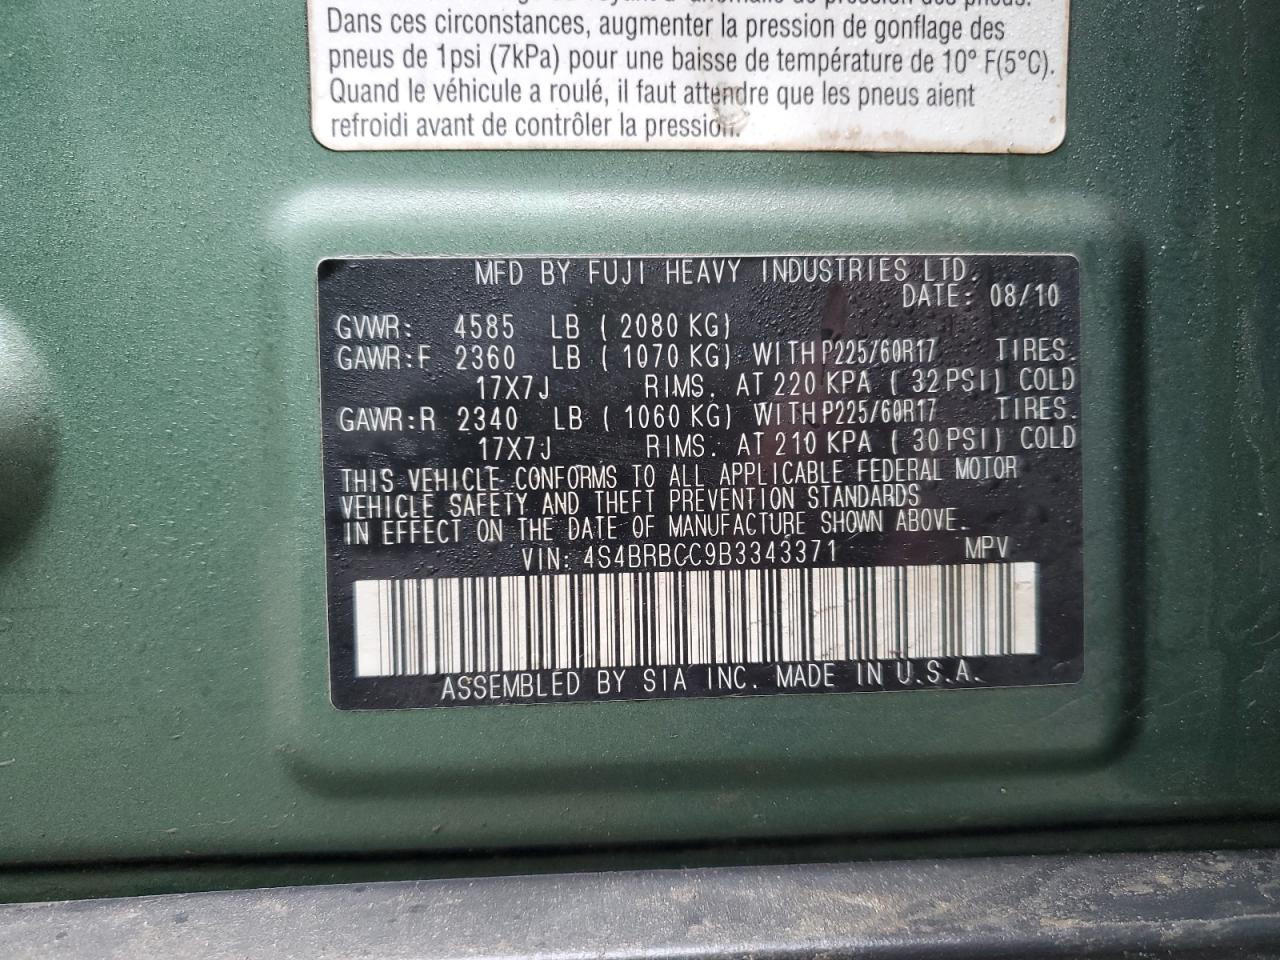 Dans ces circonstances, augmenter la pression de gonflage des
pneus de 1psi (7kPa) pour une baisse de température de 10° F(5°C).
Quand le véhicule a roulé, il faut attendre que les pneus aient
refroidi avant de contrôler la pression.
MFD BY FUJI HEAVY INDUSTRIES LTD.
DATE: 08/10
GVWR: 4585 LB ( 2080 KG)
GAWR:F 2360 LB ( 1070 KG) WITH P225/60R17 TIRES.
17X7J RIMS. AT 220 KPA ( 32 PSI) COLD
GAWR:R 2340 LB ( 1060 KG) WITH P225/60R17 TIRES.
17X7J RIMS. AT 210 KPA ( 30 PSI) COLD
THIS VEHICLE CONFORMS TO ALL APPLICABLE FEDERAL MOTOR
VEHICLE SAFETY AND THEFT PREVENTION STANDARDS
IN EFFECT ON THE DATE OF MANUFACTURE SHOWN ABOVE.
VIN: 4S4BRBCC9B3343371 MPV
ASSEMBLED BY SIA INC. MADE IN U.S.A.